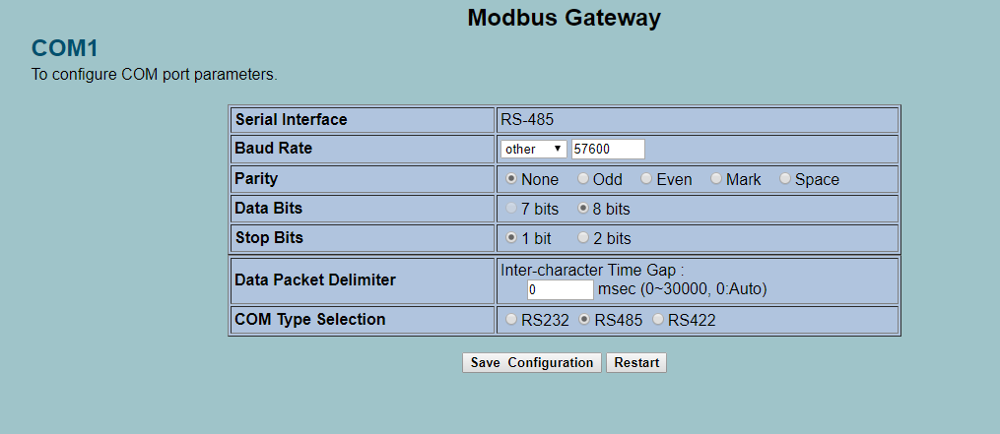 Modbus Gateway
COM1
To configure COM port parameters.
Serial Interface RS-485
Baud Rate other 57600
Parity None Odd Even Mark Space
Data Bits 7 bits 8 bits
Stop Bits 1 bit 2 bits
Data Packet Delimiter Inter-character Time Gap :
0 msec (0~30000, 0:Auto)
COM Type Selection RS232 RS485 RS422
Save Configuration Restart